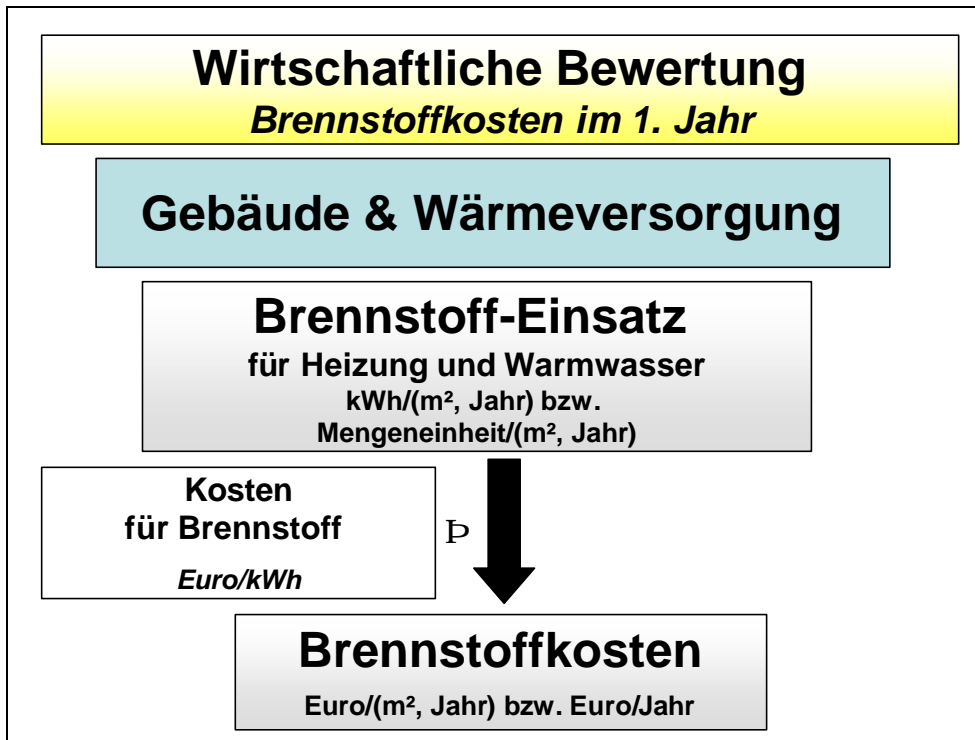 Wirtschaftliche Bewertung
Brennstoffkosten im 1. Jahr
Gebäude & Wärmeversorgung
Brennstoff-Einsatz
für Heizung und Warmwasser
kWh/(m², Jahr) bzw.
Mengeneinheit/(m², Jahr)
Kosten
für Brennstoff
Euro/kWh
Þ
Brennstoffkosten
Euro/(m², Jahr) bzw. Euro/Jahr